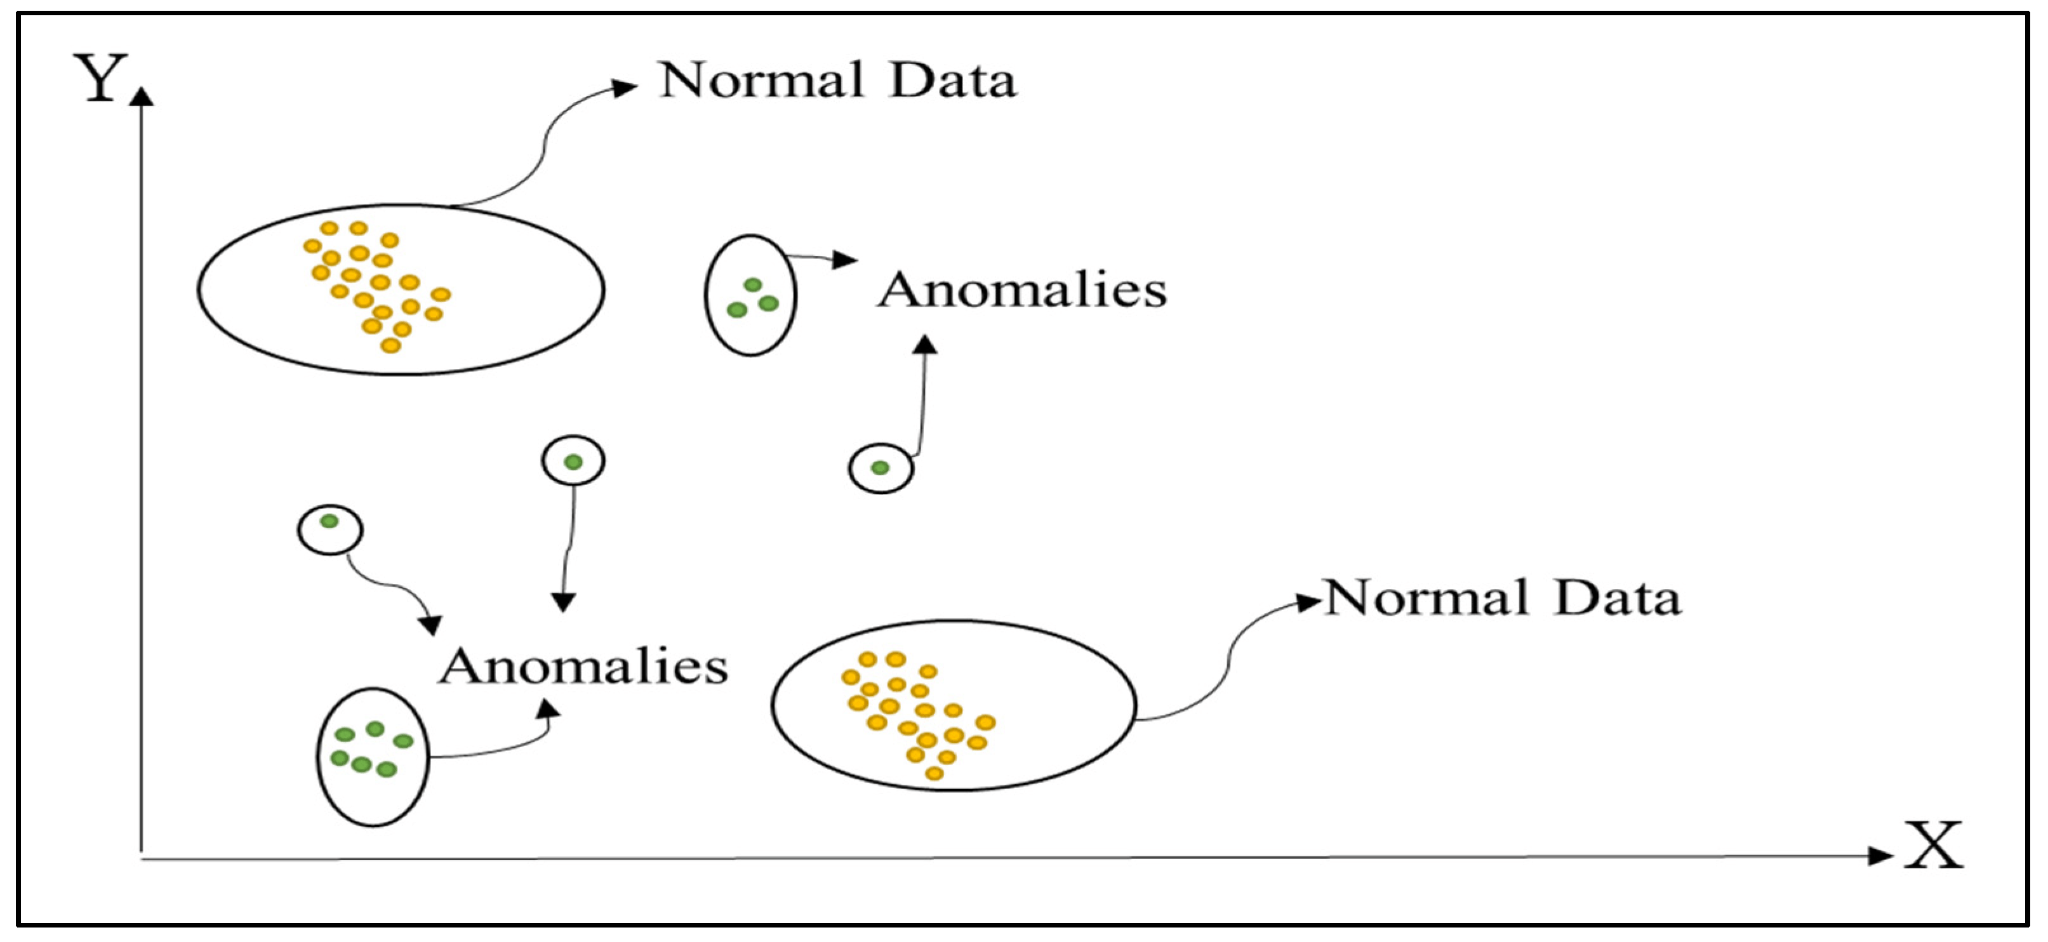 Y
Normal Data
Anomalies
Normal Data
Anomalies
X